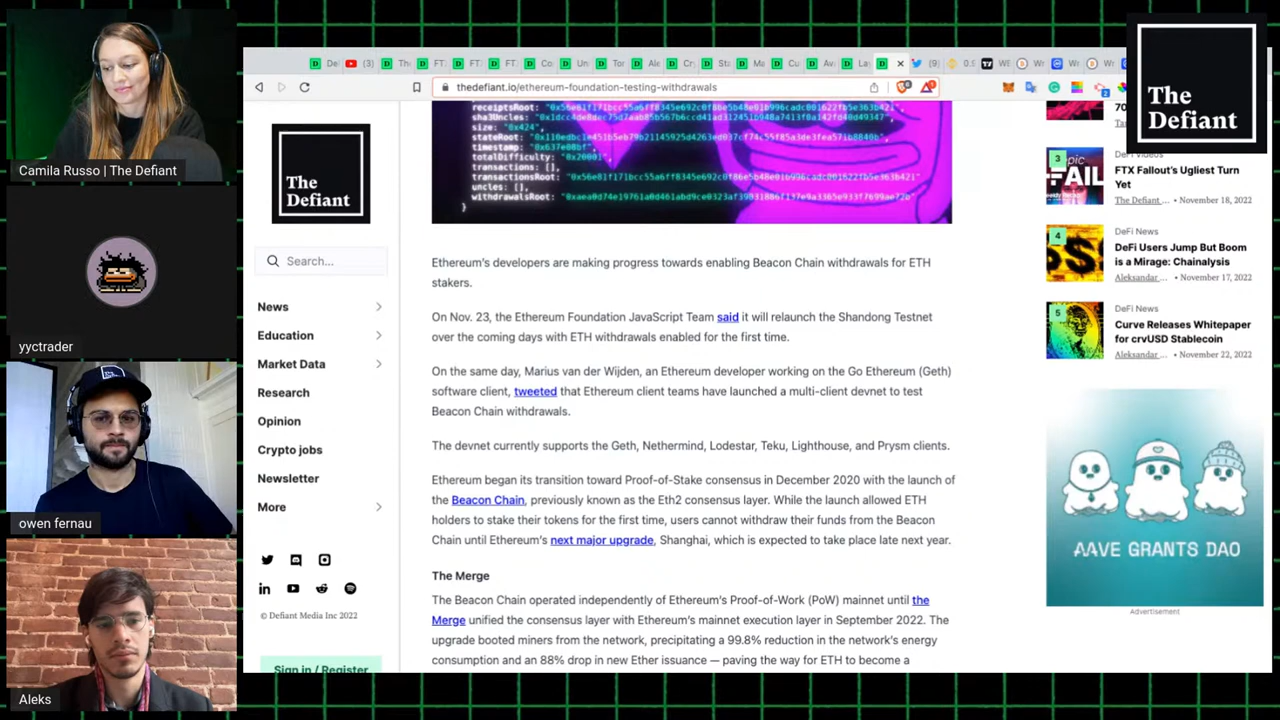 Camila Russo | The Defiant
yyctrader
owen fernau
Aleks
thedefiant.io/ethereum-foundation-testing-withdrawals
The
Defiant
The
Defiant
Search...
News
Education
Market Data
Research
Opinion
Crypto jobs
Newsletter
More
© Defiant Media Inc 2022
Sign in / Register
size: "0x424",
totalDifficulty: "0x20001",
transactions: [],
uncles: [],
}
Ethereum's developers are making progress towards enabling Beacon Chain withdrawals for ETH
stakers.
On Nov. 23, the Ethereum Foundation JavaScript Team said it will relaunch the Shandong Testnet
over the coming days with ETH withdrawals enabled for the first time.
On the same day, Marius van der Wijden, an Ethereum developer working on the Go Ethereum (Geth)
software client, tweeted that Ethereum client teams have launched a multi-client devnet to test
Beacon Chain withdrawals.
The devnet currently supports the Geth, Nethermind, Lodestar, Teku, Lighthouse, and Prysm clients.
Ethereum began its transition toward Proof-of-Stake consensus in December 2020 with the launch of
the Beacon Chain, previously known as the Eth2 consensus layer. While the launch allowed ETH
holders to stake their tokens for the first time, users cannot withdraw their funds from the Beacon
Chain until Ethereum's next major upgrade, Shanghai, which is expected to take place late next year.
The Merge
The Beacon Chain operated independently of Ethereum's Proof-of-Work (PoW) mainnet until the
Merge unified the consensus layer with Ethereum's mainnet execution layer in September 2022. The
upgrade booted miners from the network, precipitating a 99.8% reduction in the network's energy
consumption and an 88% drop in new Ether issuance — paving the way for ETH to become a
3
DeFi Videos
FTX Fallout's Ugliest Turn
Yet
The Defiant ... • November 18, 2022
4
DeFi News
DeFi Users Jump But Boom
is a Mirage: Chainalysis
Aleksandar ... • November 17, 2022
5
DeFi News
Curve Releases Whitepaper
for crvUSD Stablecoin
Aleksandar ... • November 22, 2022
AAVE GRANTS DAO
Advertisement